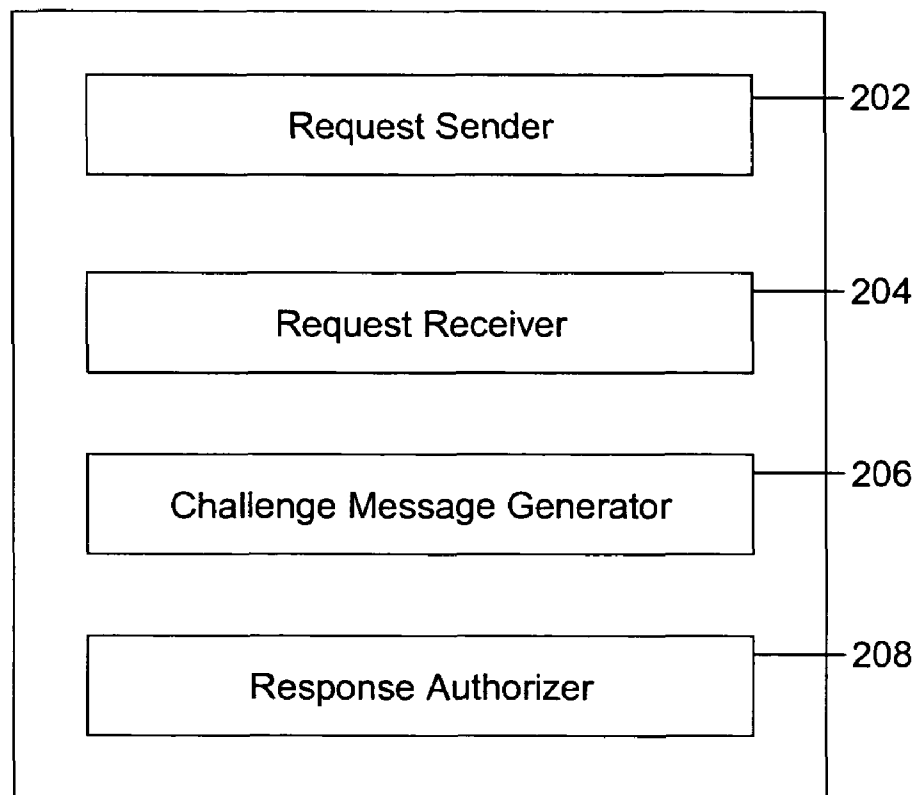 Request Sender
202
Request Receiver
204
Challenge Message Generator
206
Response Authorizer
208